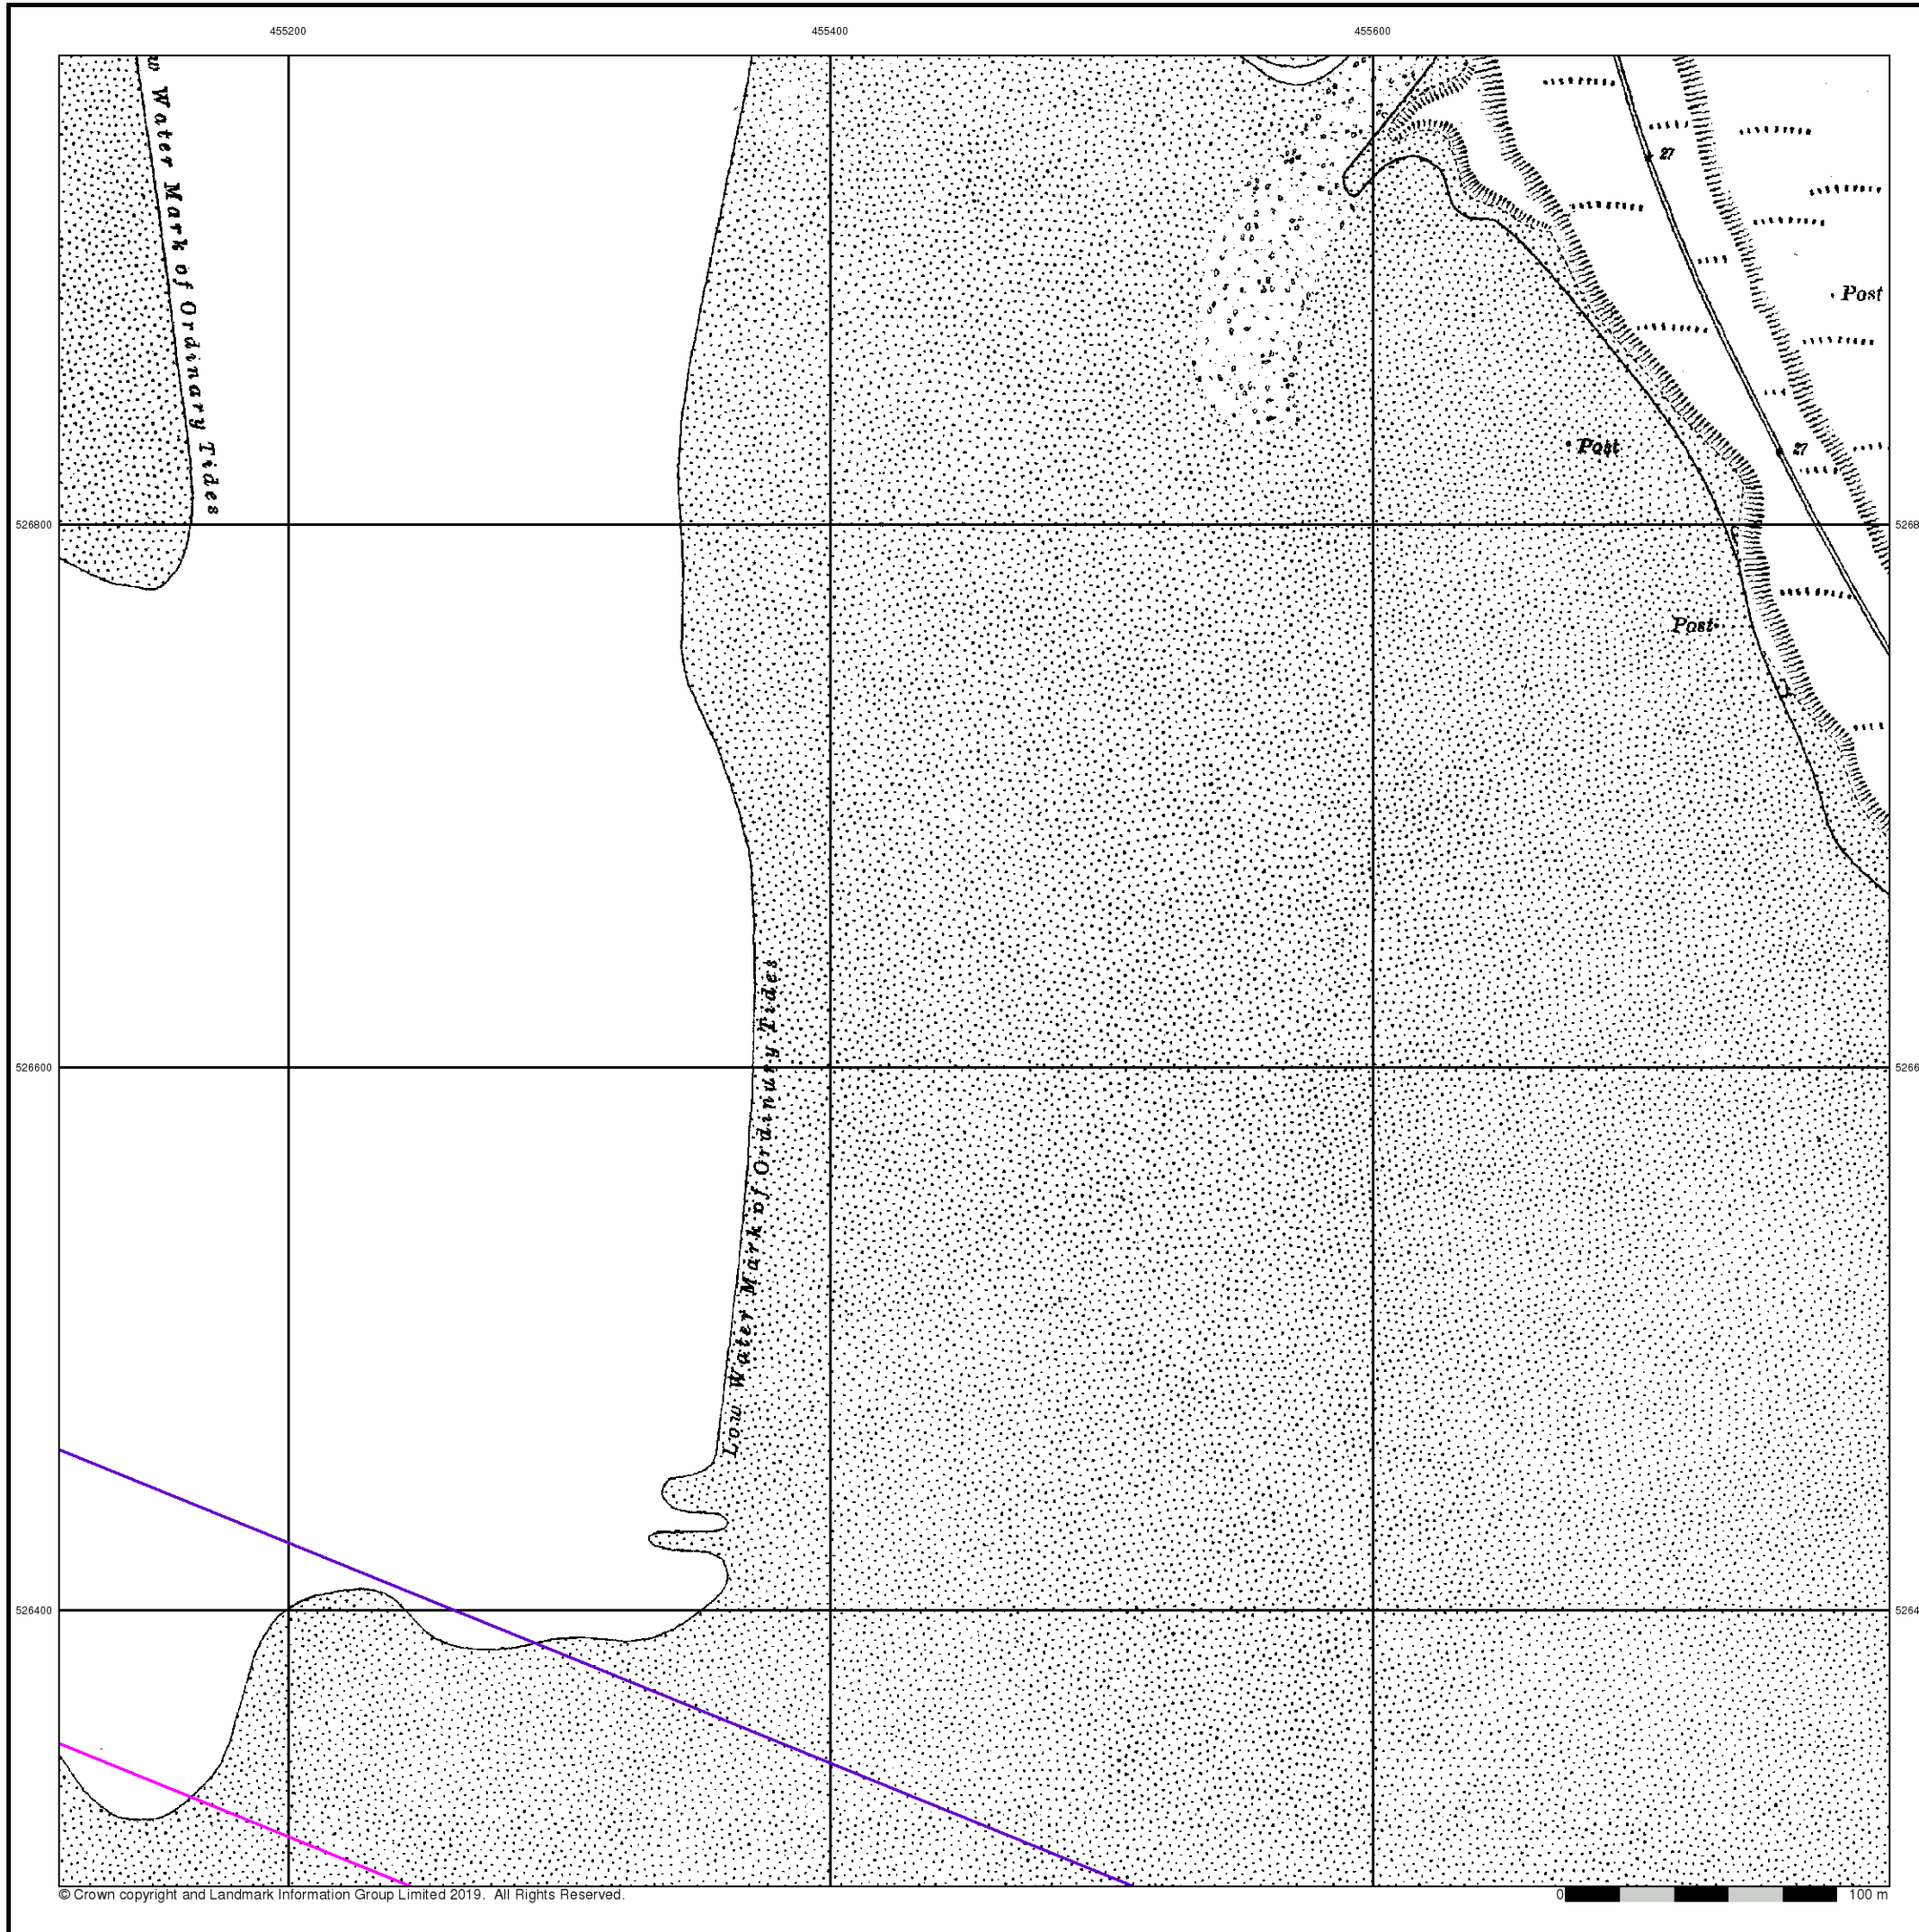 455200 455400 455600
w Water Mark of Ordinary Tides
27
Post
Post
27
526800 5268
Post
Low Water Mark of Ordinary Tides
526600 5266
526400 5264
© Crown copyright and Landmark Information Group Limited 2019. All Rights Reserved.
0 100 m